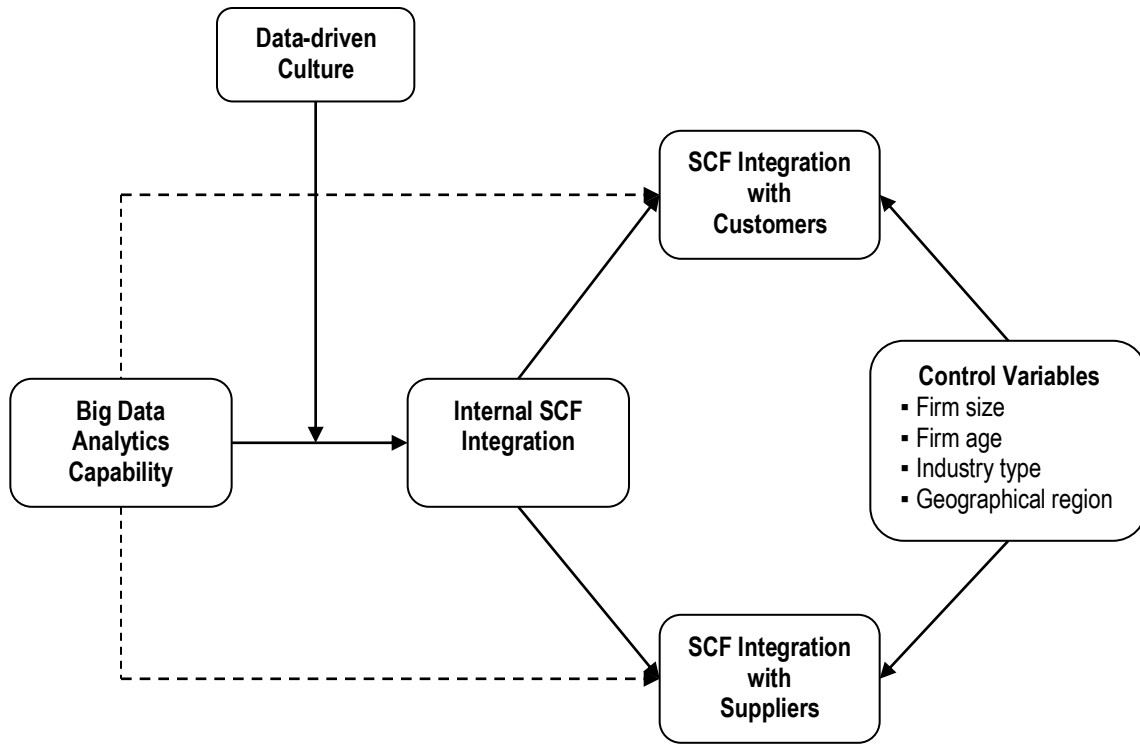 Data-driven
Culture
SCF Integration
with
Customers
Big Data
Analytics
Capability
Internal SCF
Integration
Control Variables
▪ Firm size
▪ Firm age
▪ Industry type
▪ Geographical region
SCF Integration
with
Suppliers